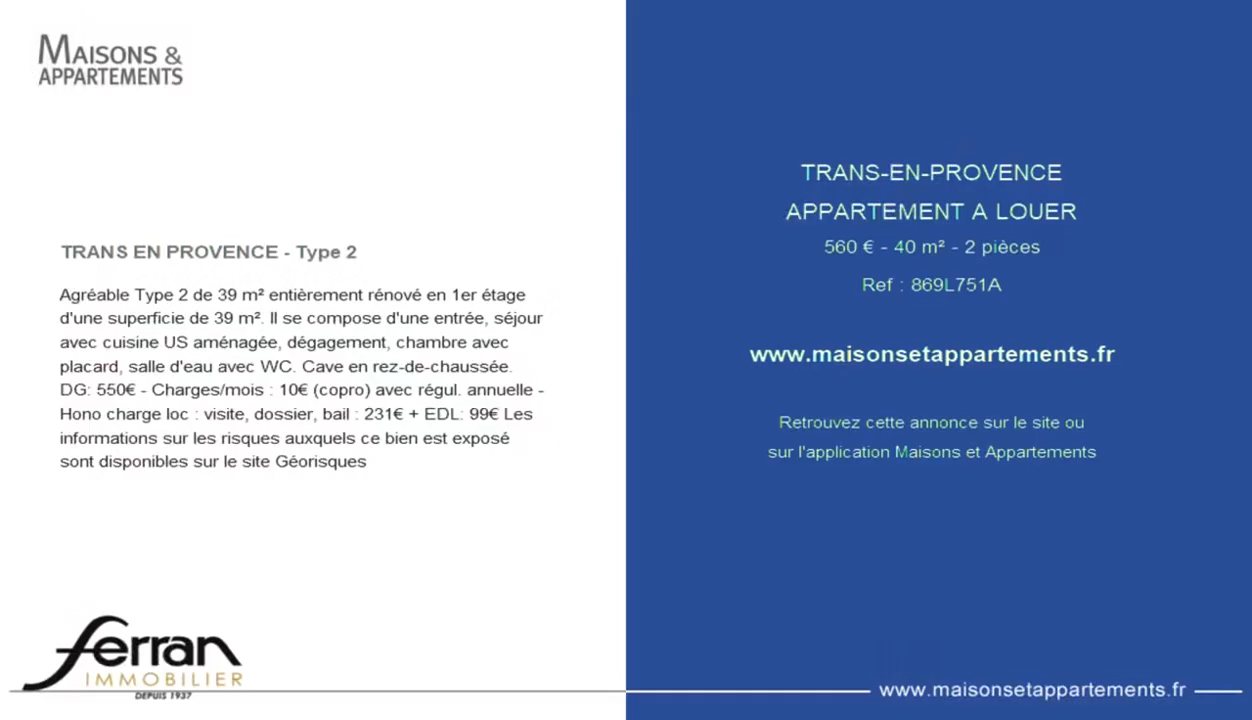 MAISONS &
APPARTEMENTS
TRANS EN PROVENCE - Type 2
Agréable Type 2 de 39 m² entièrement rénové en 1er étage
d'une superficie de 39 m². Il se compose d'une entrée, séjour
avec cuisine US aménagée, dégagement, chambre avec
placard, salle d'eau avec WC. Cave en rez-de-chaussée.
DG: 550€ - Charges/mois : 10€ (copro) avec régul. annuelle -
Hono charge loc : visite, dossier, bail : 231€ + EDL: 99€ Les
informations sur les risques auxquels ce bien est exposé
sont disponibles sur le site Géorisques
ferran
IMMOBILIER
DEPUIS 1937
TRANS-EN-PROVENCE
APPARTEMENT A LOUER
560 € - 40 m² - 2 pièces
Ref : 869L751A
www.maisonsetappartements.fr
Retrouvez cette annonce sur le site ou
sur l'application Maisons et Appartements
www.maisonsetappartements.fr